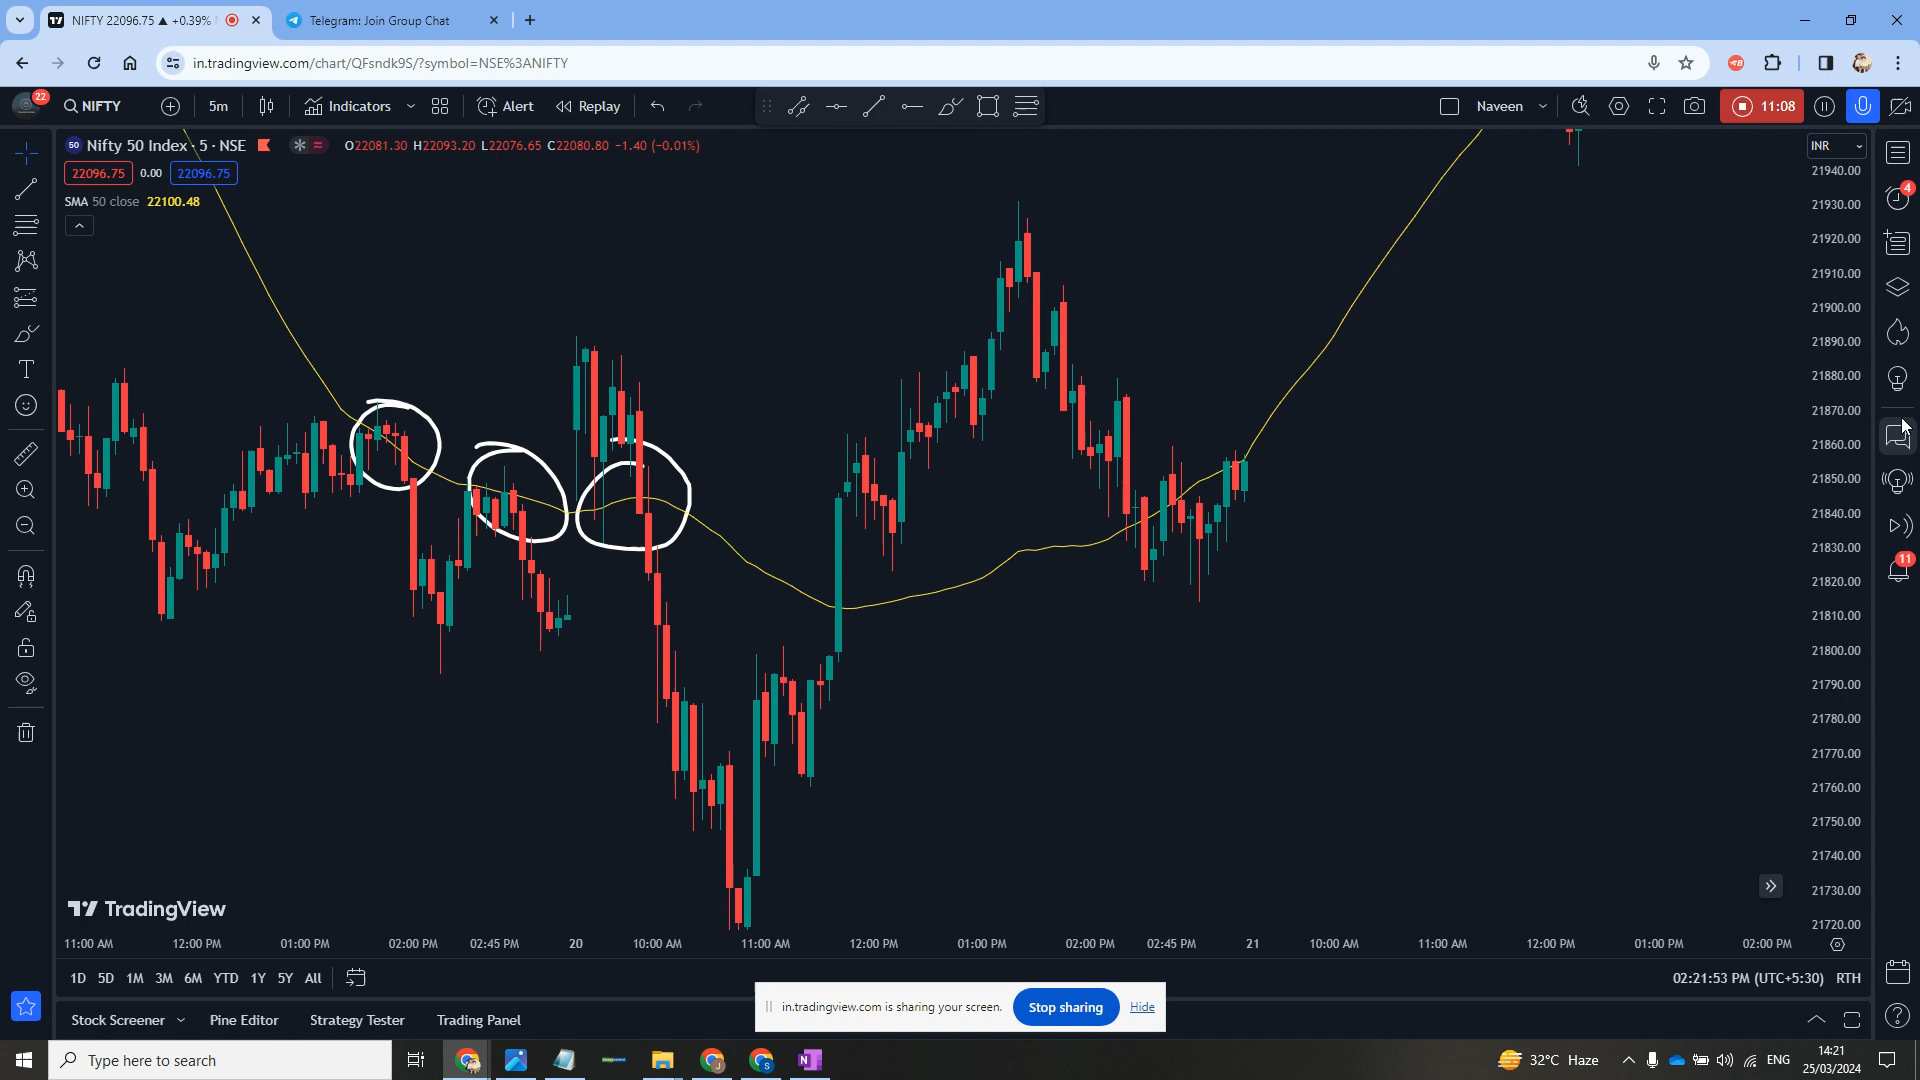 NIFTY 22096.75 ▲ +0.39%
Telegram: Join Group Chat
in.tradingview.com/chart/QFsndk9S/?symbol=NSE%3ANIFTY
22
NIFTY
5m
Indicators
Alert
Replay
Naveen
11:08
50 Nifty 50 Index · 5 · NSE
O22081.30 H22093.20 L22076.65 C22080.80 −1.40 (−0.01%)
INR
22096.75 0.00 22096.75
SMA 50 close 22100.48
21940.00
21930.00
21920.00
21910.00
21900.00
21890.00
21880.00
21870.00
21860.00
21850.00
21840.00
21830.00
21820.00
21810.00
21800.00
21790.00
21780.00
21770.00
21760.00
21750.00
21740.00
21730.00
21720.00
4
11
TradingView
11:00 AM 12:00 PM 01:00 PM 02:00 PM 02:45 PM 20 10:00 AM 11:00 AM 12:00 PM 01:00 PM 02:00 PM 02:45 PM 21 10:00 AM 11:00 AM 12:00 PM 01:00 PM 02:00 PM
1D 5D 1M 3M 6M YTD 1Y 5Y All
02:21:53 PM (UTC+5:30) RTH
in.tradingview.com is sharing your screen. Stop sharing Hide
Stock Screener Pine Editor Strategy Tester Trading Panel
Type here to search
32°C Haze
ENG
14:21
25/03/2024